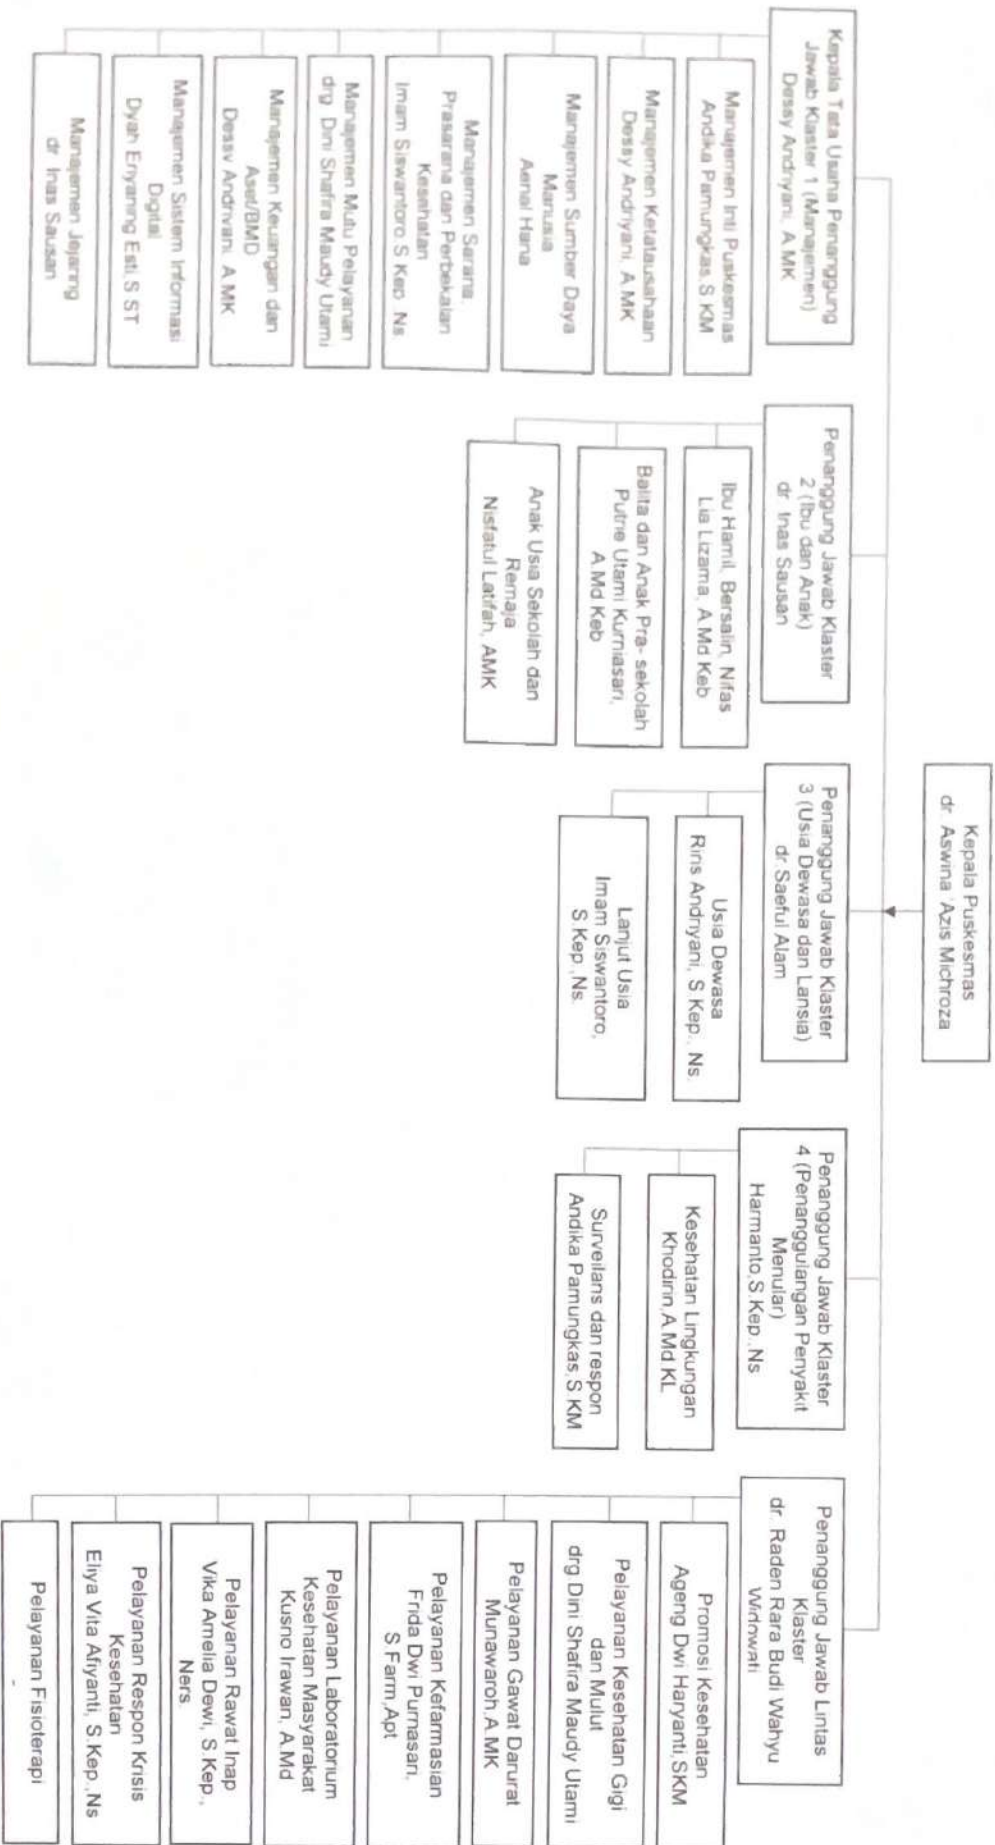 Kepala Puskesmas
dr. Aswina 'Azis Michroza
Kepala Tata Usaha Penanggung
Jawab Klaster 1 (Manajemen)
Dessy Andriyani, A.MK
Manajemen Inti Puskesmas
Andika Pamungkas,S.KM
Manajemen Ketatausahaan
Dessy Andriyani, A.MK
Manajemen Sumber Daya
Manusia
Aenal Hana
Manajemen Sarana,
Prasarana dan Perbekalan
Kesehatan
Imam Siswantoro S.Kep.,Ns.
Manajemen Mutu Pelayanan
drg. Dini Shafira Maudy Utami
Manajemen Keuangan dan
Aset/BMD
Dessy Andriyani, A.MK
Manajemen Sistem Informasi
Digital
Dyah Enyaning Esti,S.ST
Manajemen Jejaring
dr Inas Sausan
Penanggung Jawab Klaster
2 (Ibu dan Anak)
dr. Inas Sausan
Ibu Hamil, Bersalin, Nifas
Lia Lizama, A.Md.Keb
Balita dan Anak Pra- sekolah
Putrie Utami Kurniasari,
A.Md.Keb
Anak Usia Sekolah dan
Remaja
Nisfatul Latifah, AMK
Penanggung Jawab Klaster
3 (Usia Dewasa dan Lansia)
dr.Saeful Alam
Usia Dewasa
Rinis Andriyani, S.Kep., Ns.
Lanjut Usia
Imam Siswantoro,
S.Kep.,Ns.
Penanggung Jawab Klaster
4 (Penanggulangan Penyakit
Menular)
Harmanto,S.Kep.,Ns
Kesehatan Lingkungan
Khodirin,A.Md.KL
Surveilans dan respon
Andika Pamungkas,S.KM
Penanggung Jawab Lintas
Klaster
dr. Raden Rara Budi Wahyu
Widowati
Promosi Kesehatan
Ageng Dwi Haryanti,SKM
Pelayanan Kesehatan Gigi
dan Mulut
drg.Dini Shafira Maudy Utami
Pelayanan Gawat Darurat
Munawaroh,A.MK
Pelayanan Kefarmasian
Frida Dwi Purnasari,
S.Farm,Apt
Pelayanan Laboratorium
Kesehatan Masyarakat
Kusno Irawan, A.Md
Pelayanan Rawat Inap
Vika Amelia Dewi, S.Kep.,
Ners.
Pelayanan Respon Krisis
Kesehatan
Eliya Vita Afiyanti, S.Kep.,Ns
Pelayanan Fisioterapi
-